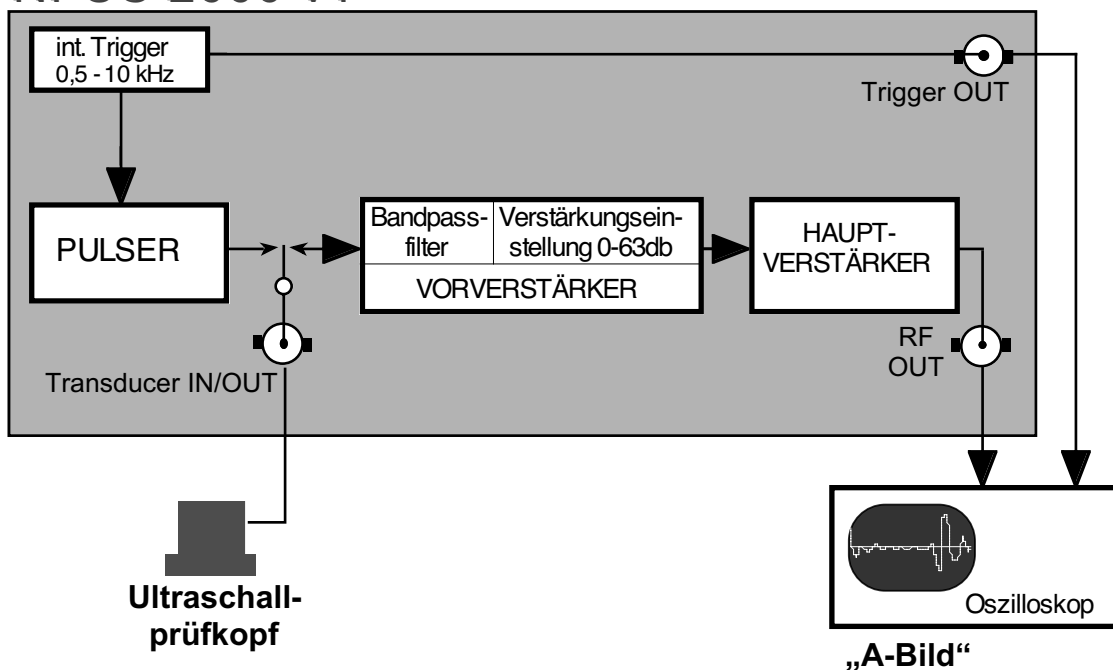 int. Trigger
0,5 - 10 kHz
Trigger OUT
PULSER
Bandpass-
filter
Verstärkungsein-
stellung 0-63db
VORVERSTÄRKER
HAUPT-
VERSTÄRKER
Transducer IN/OUT
RF
OUT
Ultraschall-
prüfkopf
Oszilloskop
„A-Bild“